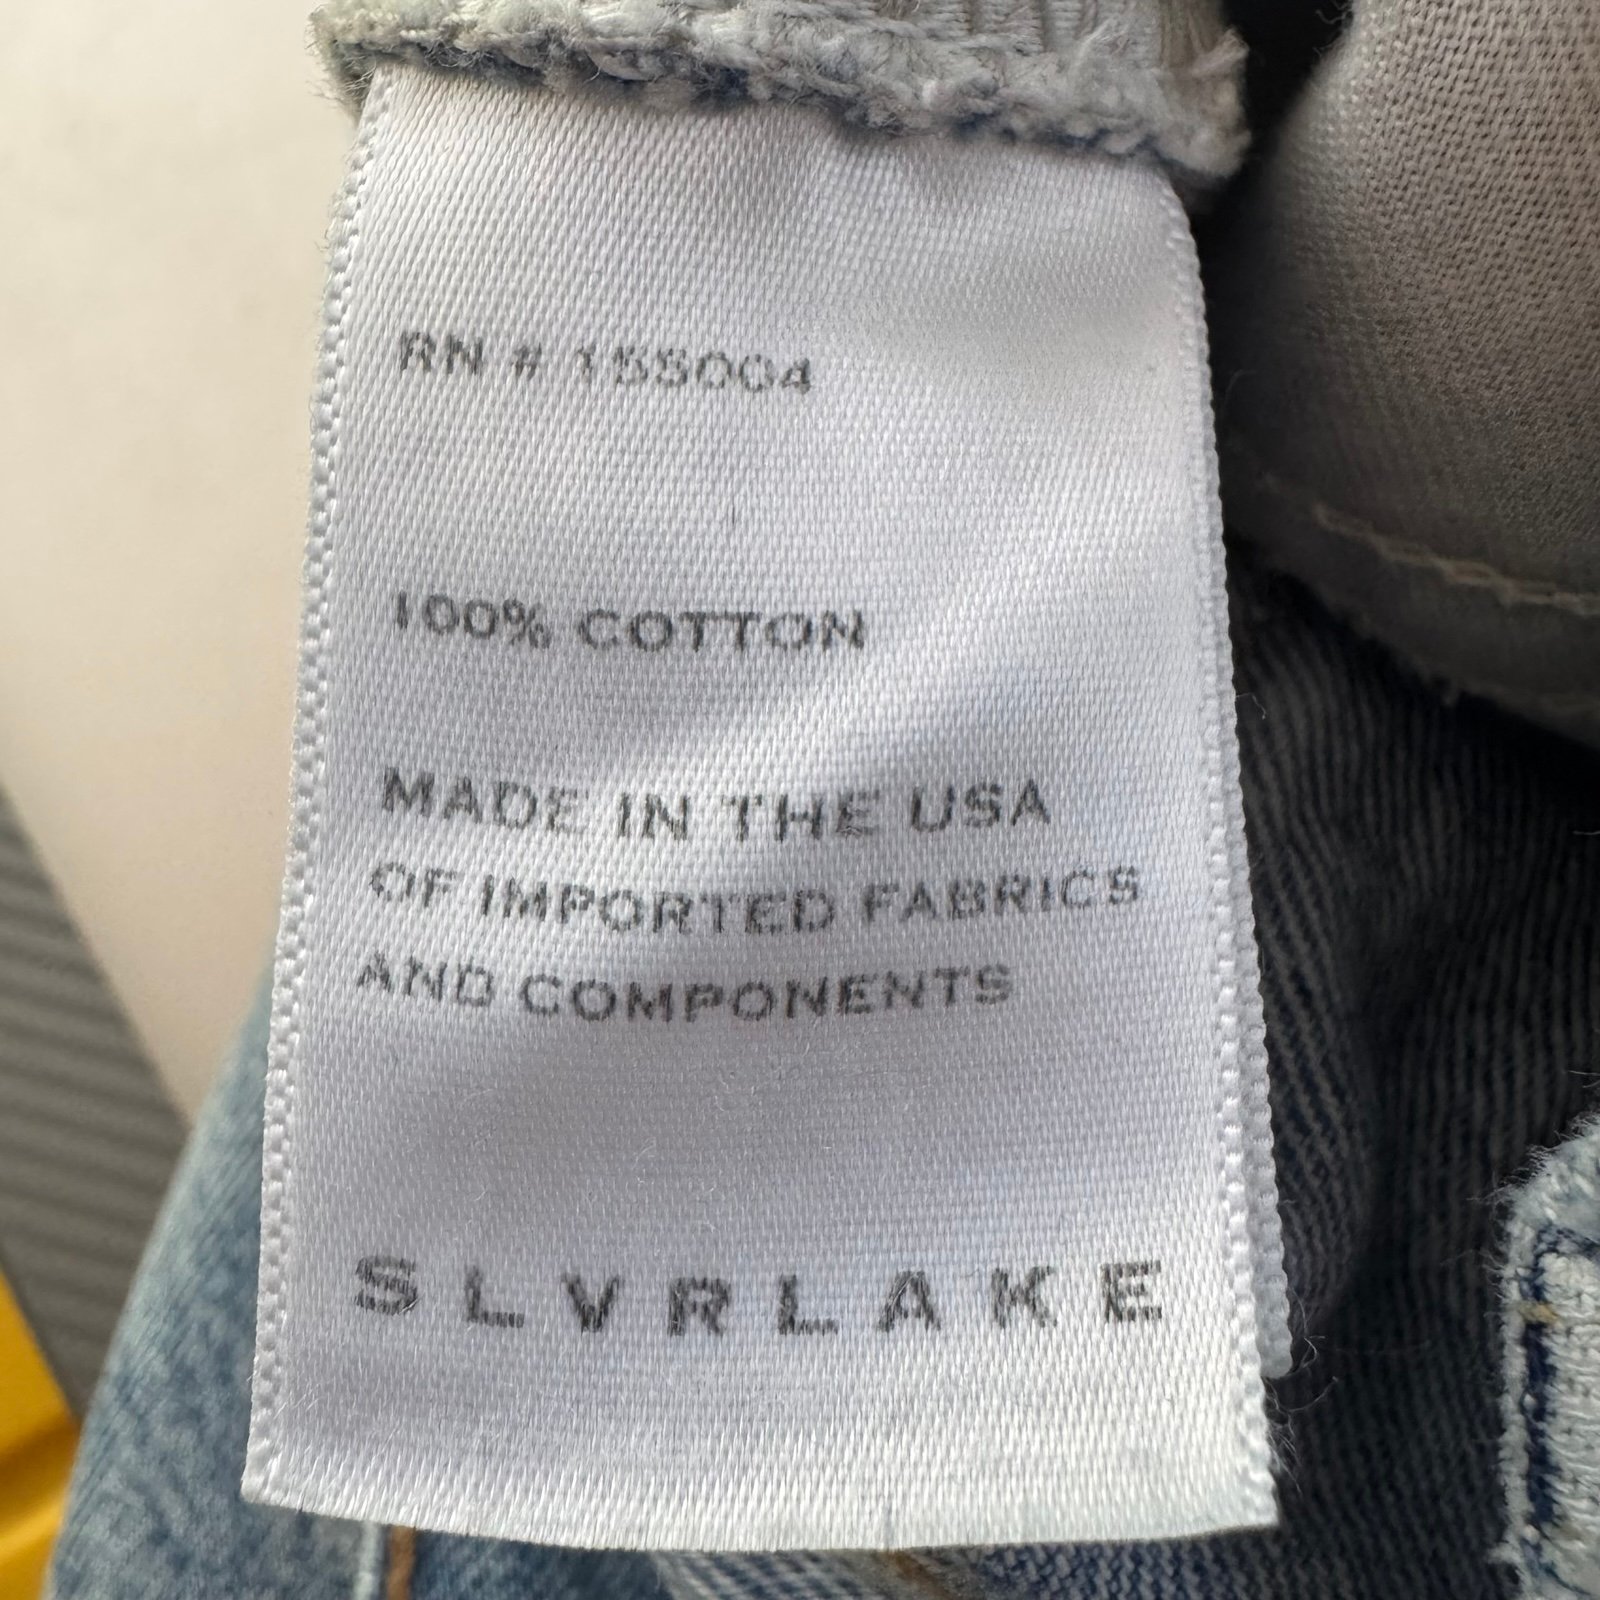 RN # 155004
100% COTTON
MADE IN THE USA
OF IMPORTED FABRICS
AND COMPONENTS
SLVRLAKE